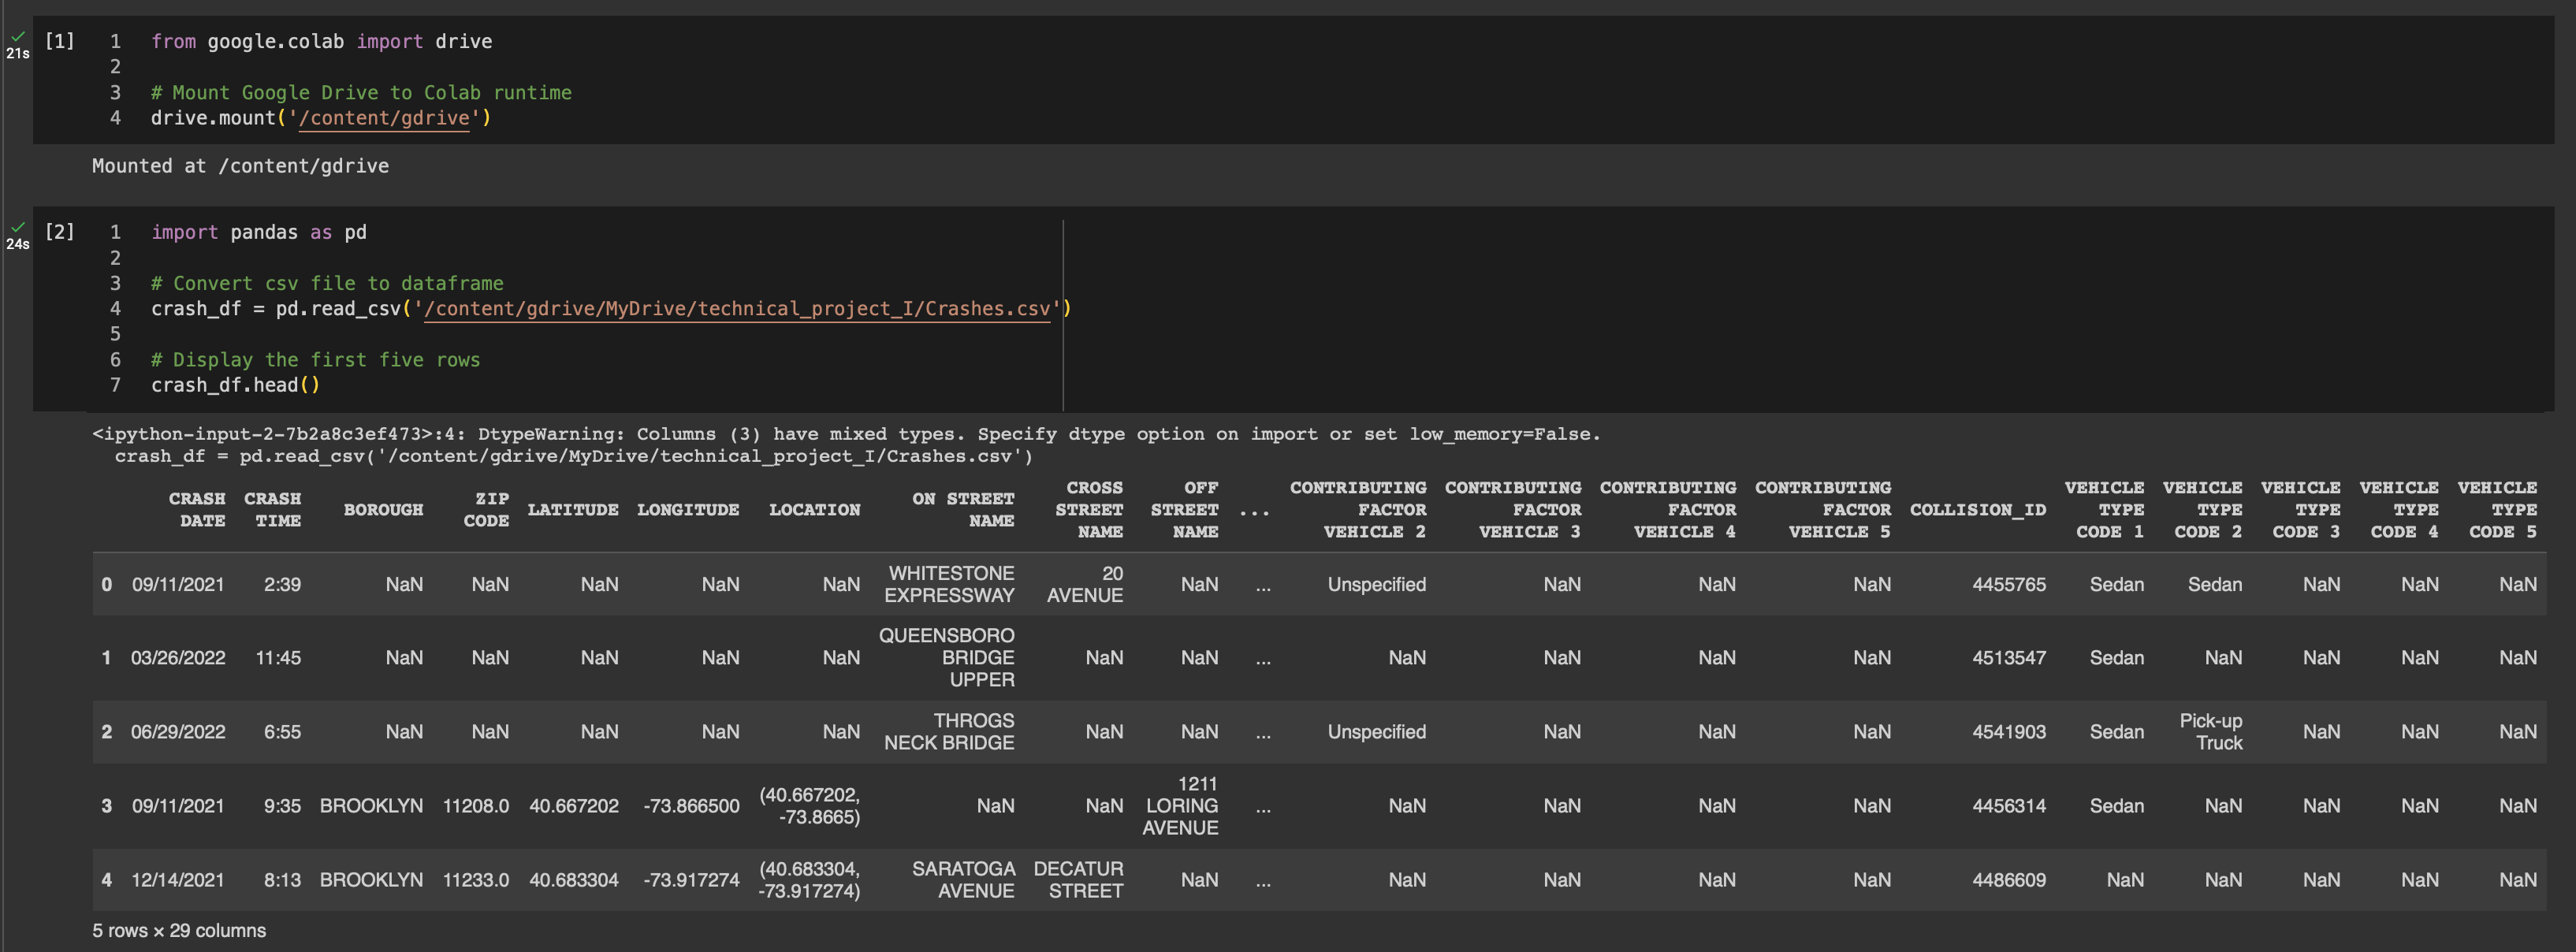 21s
[1]
1 from google.colab import drive
2
3 # Mount Google Drive to Colab runtime
4 drive.mount('/content/gdrive')
Mounted at /content/gdrive
24s
[2]
1 import pandas as pd
2
3 # Convert csv file to dataframe
4 crash_df = pd.read_csv('/content/gdrive/MyDrive/technical_project_I/Crashes.csv')
5
6 # Display the first five rows
7 crash_df.head()
<ipython-input-2-7b2a8c3ef473>:4: DtypeWarning: Columns (3) have mixed types. Specify dtype option on import or set low_memory=False.
crash_df = pd.read_csv('/content/gdrive/MyDrive/technical_project_I/Crashes.csv')
CRASH DATE CRASH TIME BOROUGH ZIP CODE LATITUDE LONGITUDE LOCATION ON STREET NAME CROSS STREET NAME OFF STREET NAME ... CONTRIBUTING FACTOR VEHICLE 2 CONTRIBUTING FACTOR VEHICLE 3 CONTRIBUTING FACTOR VEHICLE 4 CONTRIBUTING FACTOR VEHICLE 5 COLLISION_ID VEHICLE TYPE CODE 1 VEHICLE TYPE CODE 2 VEHICLE TYPE CODE 3 VEHICLE TYPE CODE 4 VEHICLE TYPE CODE 5
0 09/11/2021 2:39 NaN NaN NaN NaN NaN WHITESTONE EXPRESSWAY 20 AVENUE NaN ... Unspecified NaN NaN NaN 4455765 Sedan Sedan NaN NaN NaN
1 03/26/2022 11:45 NaN NaN NaN NaN NaN QUEENSBORO BRIDGE UPPER NaN NaN ... NaN NaN NaN NaN 4513547 Sedan NaN NaN NaN NaN
2 06/29/2022 6:55 NaN NaN NaN NaN NaN THROGS NECK BRIDGE NaN NaN ... Unspecified NaN NaN NaN 4541903 Sedan Pick-up Truck NaN NaN NaN
3 09/11/2021 9:35 BROOKLYN 11208.0 40.667202 -73.866500 (40.667202, -73.8665) NaN NaN 1211 LORING AVENUE ... NaN NaN NaN NaN 4456314 Sedan NaN NaN NaN NaN
4 12/14/2021 8:13 BROOKLYN 11233.0 40.683304 -73.917274 (40.683304, -73.917274) SARATOGA AVENUE DECATUR STREET NaN ... NaN NaN NaN NaN 4486609 NaN NaN NaN NaN NaN
5 rows × 29 columns